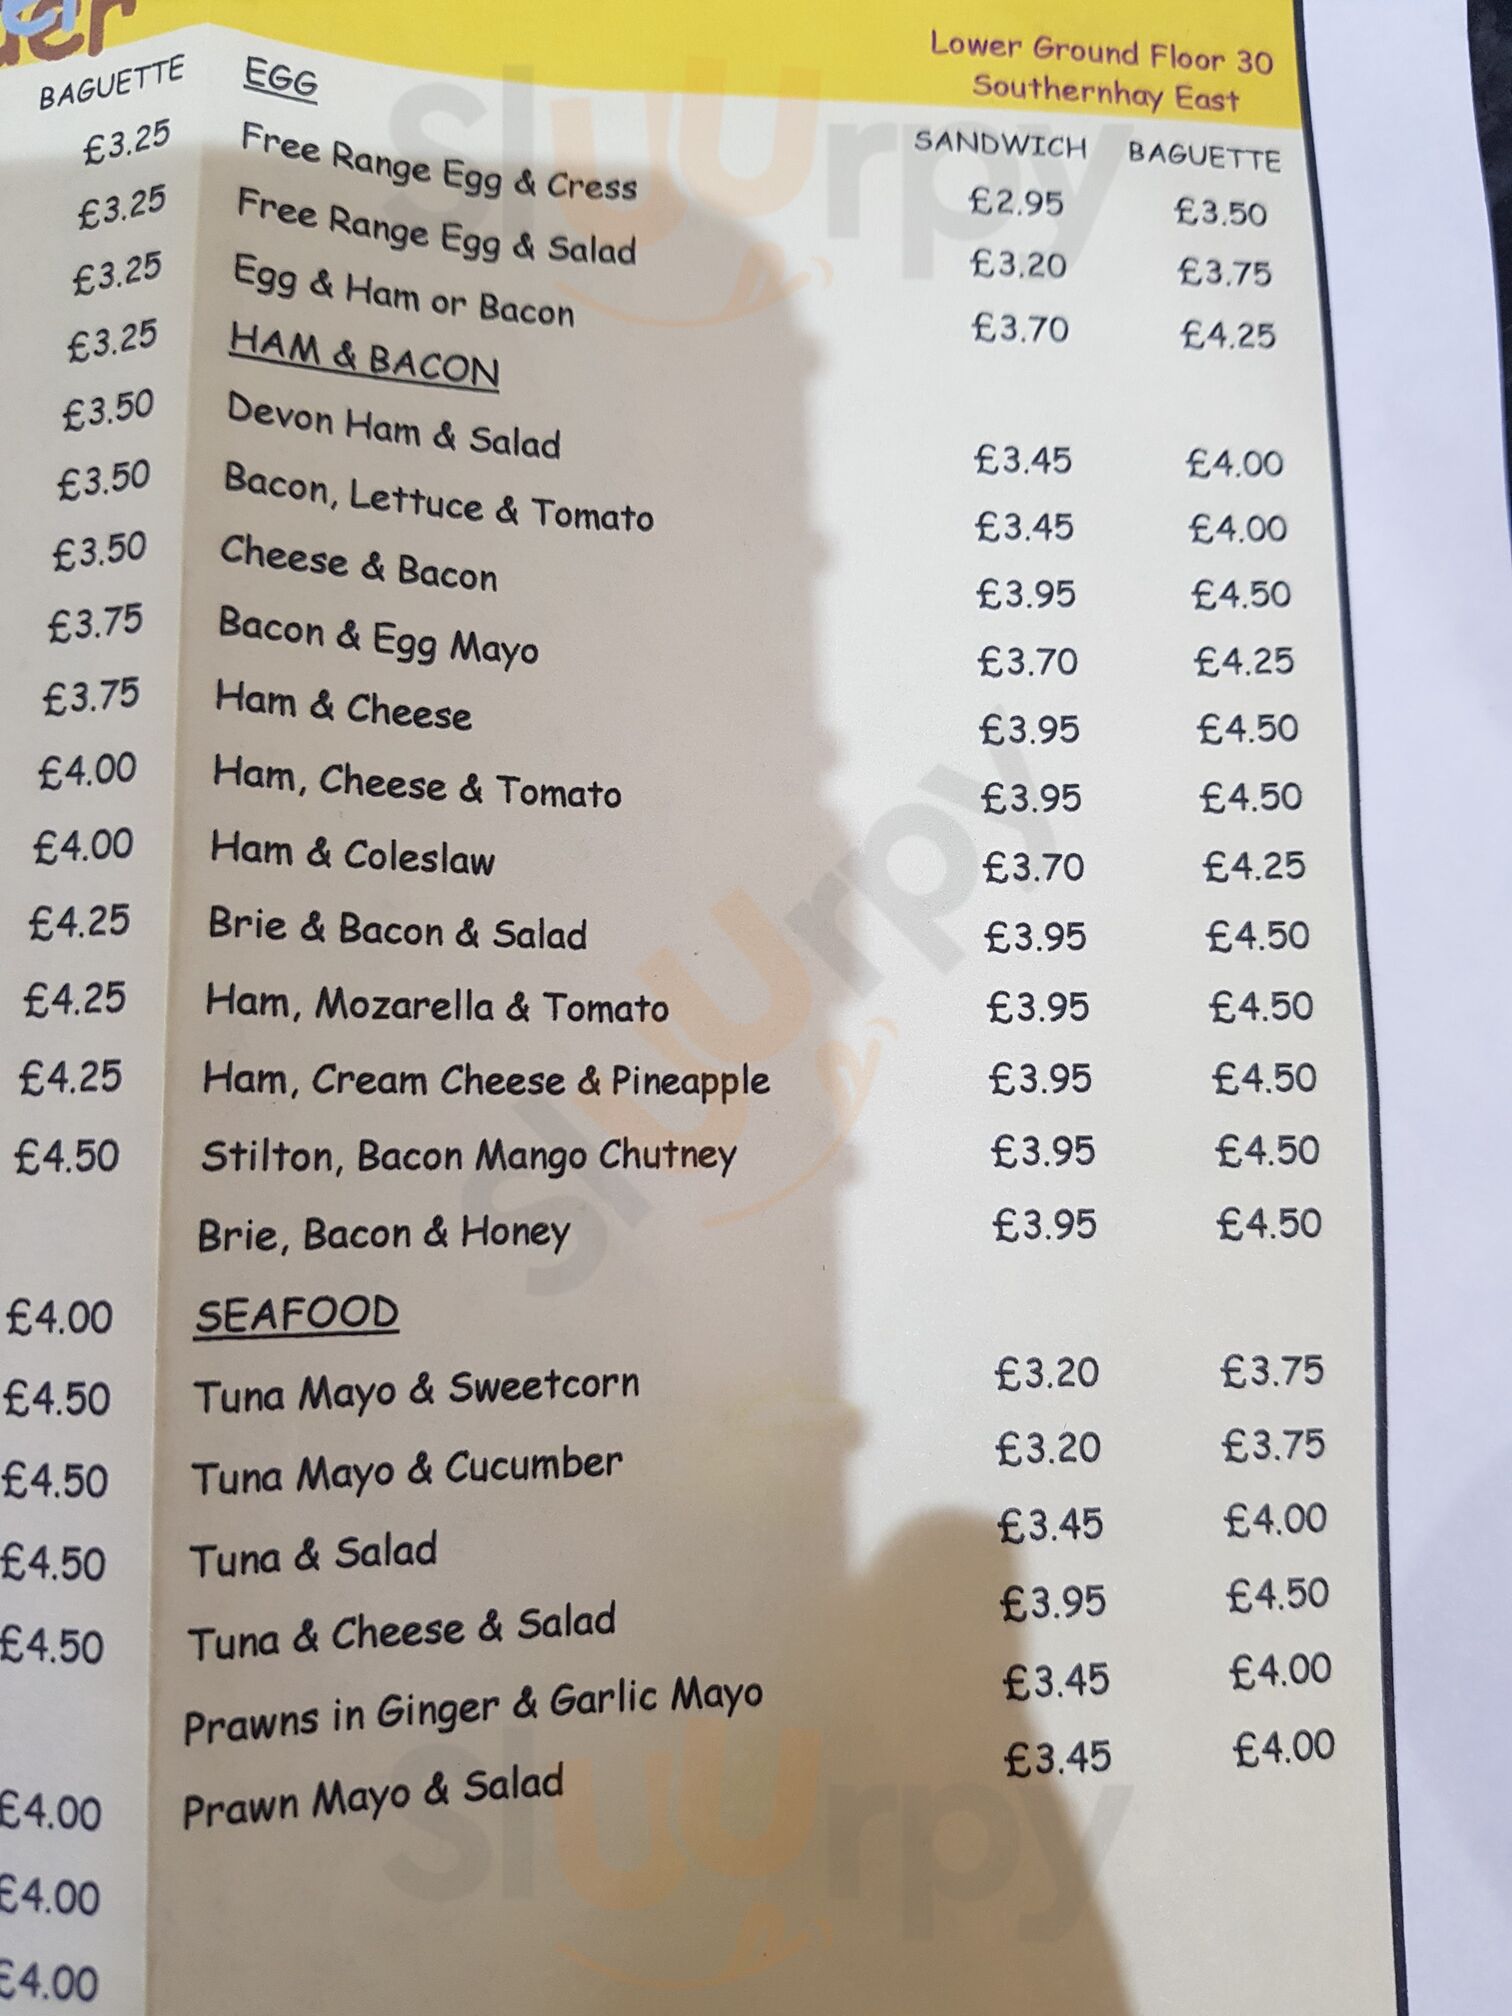 Lower Ground Floor 30
Southernhay East
BAGUETTE
£3.25
£3.25
£3.25
£3.25
£3.50
£3.50
£3.50
£3.75
£3.75
£4.00
£4.00
£4.25
£4.25
£4.25
£4.50
£4.00
£4.50
£4.50
£4.50
£4.50
£4.00
£4.00
£4.00
EGG SANDWICH BAGUETTE
Free Range Egg & Cress £2.95 £3.50
Free Range Egg & Salad £3.20 £3.75
Egg & Ham or Bacon £3.70 £4.25
HAM & BACON
Devon Ham & Salad £3.45 £4.00
Bacon, Lettuce & Tomato £3.45 £4.00
Cheese & Bacon £3.95 £4.50
Bacon & Egg Mayo £3.70 £4.25
Ham & Cheese £3.95 £4.50
Ham, Cheese & Tomato £3.95 £4.50
Ham & Coleslaw £3.70 £4.25
Brie & Bacon & Salad £3.95 £4.50
Ham, Mozarella & Tomato £3.95 £4.50
Ham, Cream Cheese & Pineapple £3.95 £4.50
Stilton, Bacon Mango Chutney £3.95 £4.50
Brie, Bacon & Honey £3.95 £4.50
SEAFOOD
Tuna Mayo & Sweetcorn £3.20 £3.75
Tuna Mayo & Cucumber £3.20 £3.75
Tuna & Salad £3.45 £4.00
Tuna & Cheese & Salad £3.95 £4.50
Prawns in Ginger & Garlic Mayo £3.45 £4.00
Prawn Mayo & Salad £3.45 £4.00
slUUrpy
slUUrpy
slUUrpy